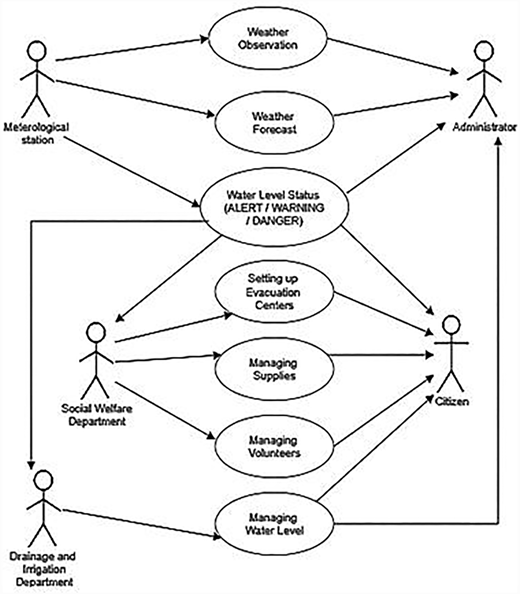 Weather
Observation
Meterological
station
Weather
Forecast
Administrator
Water Level Status
(ALERT / WARNING
/ DANGER)
Setting up
Evacuation
Centers
Social Welfare
Department
Managing
Supplies
Citizen
Managing
Volunteers
Drainage and
Irrigation
Department
Managing
Water Level